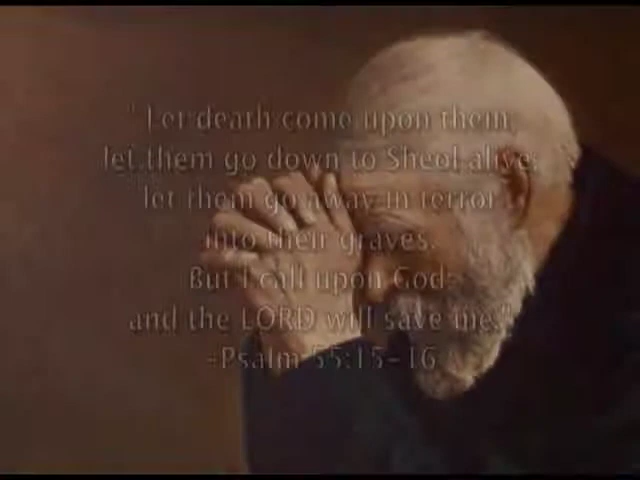 "Let death come upon them,
let them go down to Sheol alive;
let them go away in terror
into their graves.
But I call upon God
and the LORD will save me."
-Psalm 55:15-16